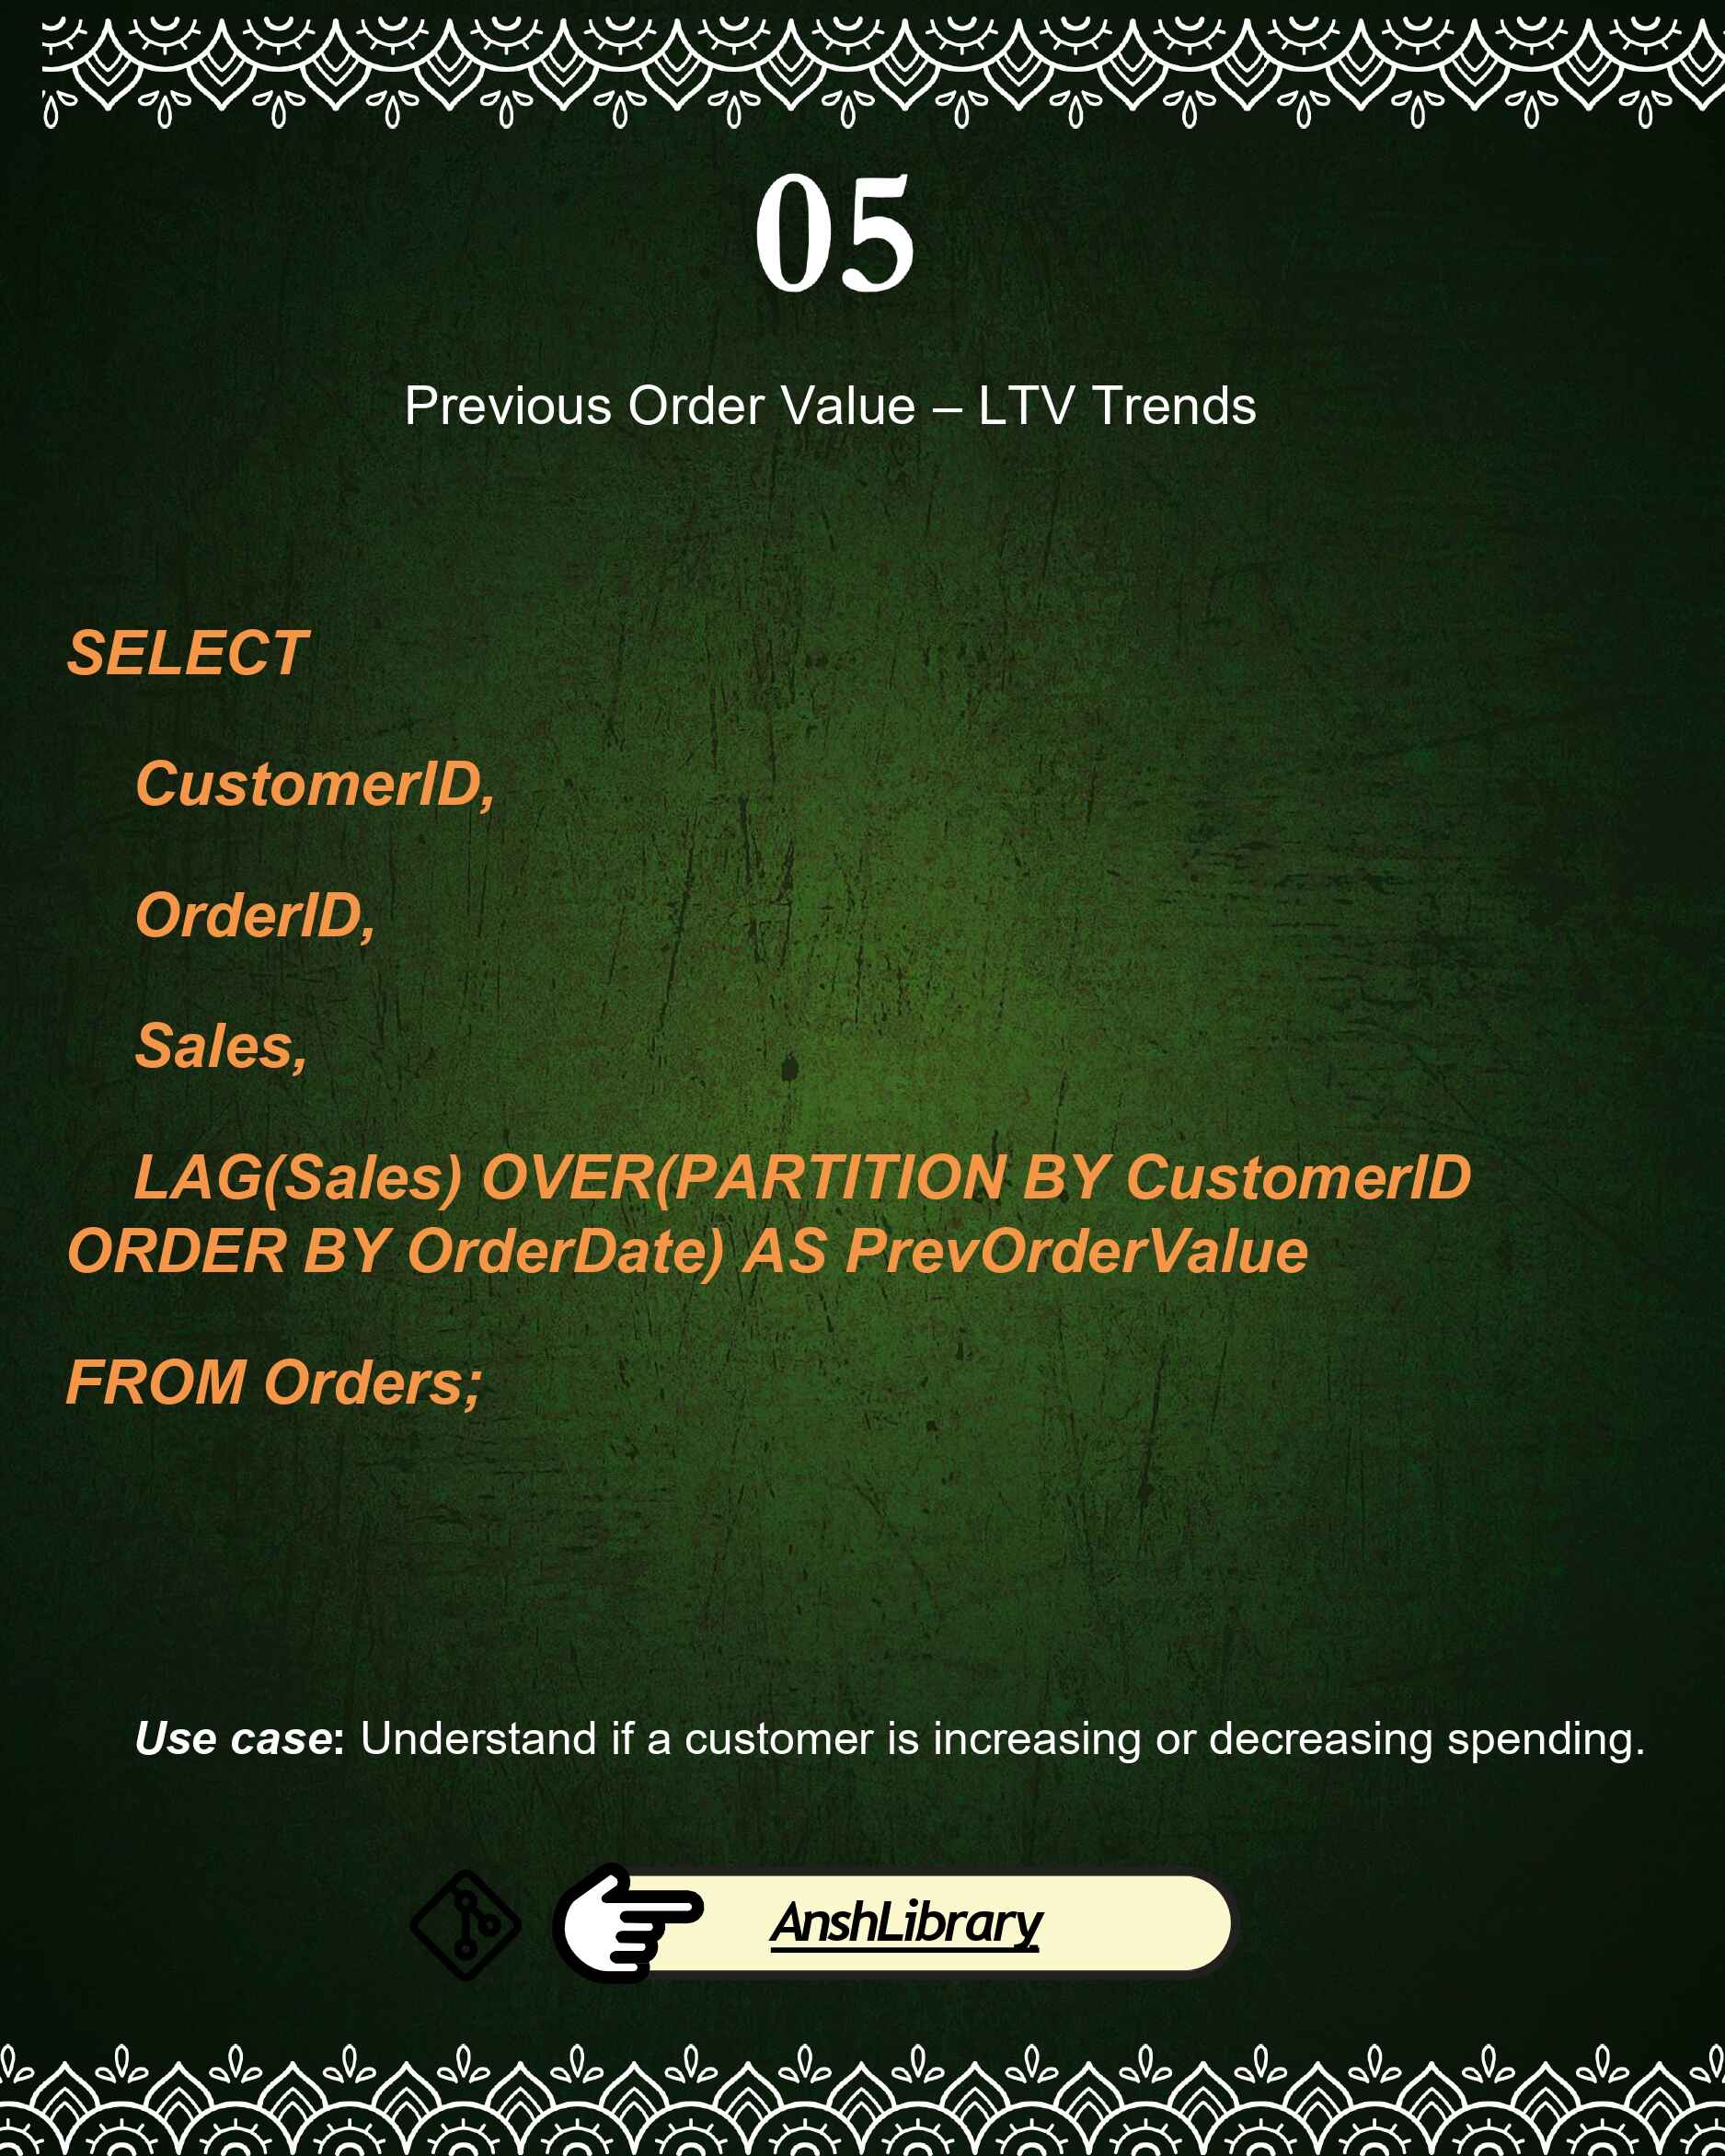 05
Previous Order Value – LTV Trends
SELECT
CustomerID,
OrderID,
Sales,
LAG(Sales) OVER(PARTITION BY CustomerID
ORDER BY OrderDate) AS PrevOrderValue
FROM Orders;
Use case: Understand if a customer is increasing or decreasing spending.
AnshLibrary